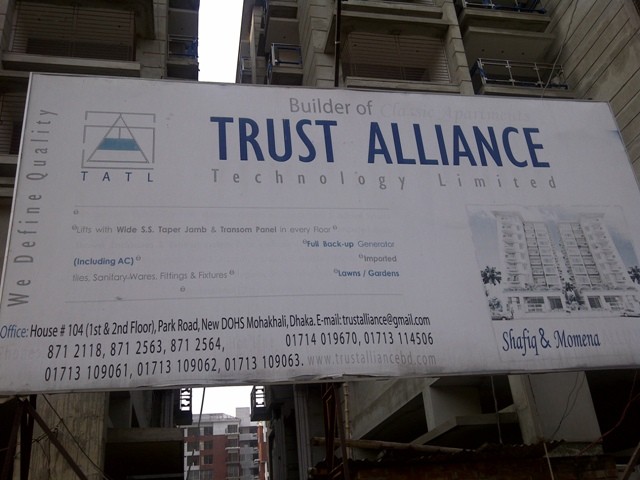 We Define Quality
TATL
Builder of Classic Apartments
TRUST ALLIANCE
Technology Limited
Lifts with Wide S.S. Taper Jamb & Transom Panel in every Floor
Full Back-up Generator
(Including AC)
Imported
tiles, Sanitary Wares, Fittings & Fixtures
Lawns / Gardens
Shafiq & Momena
Office: House # 104 (1st & 2nd Floor), Park Road, New DOHS Mohakhali, Dhaka. E-mail: trustalliance@gmail.com
871 2118, 871 2563, 871 2564, 01714 019670, 01713 114506
01713 109061, 01713 109062, 01713 109063. www.trustalliancebd.com